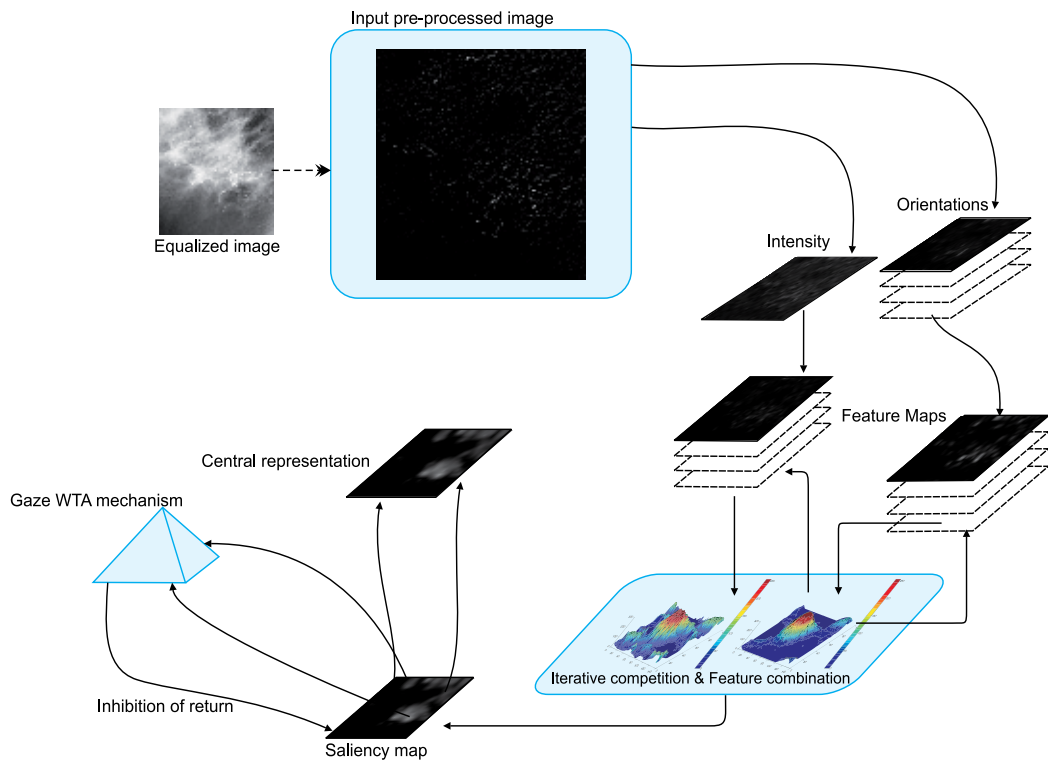 Input pre-processed image
Equalized image
Orientations
Intensity
Feature Maps
Central representation
Gaze WTA mechanism
Iterative competition & Feature combination
Inhibition of return
Saliency map